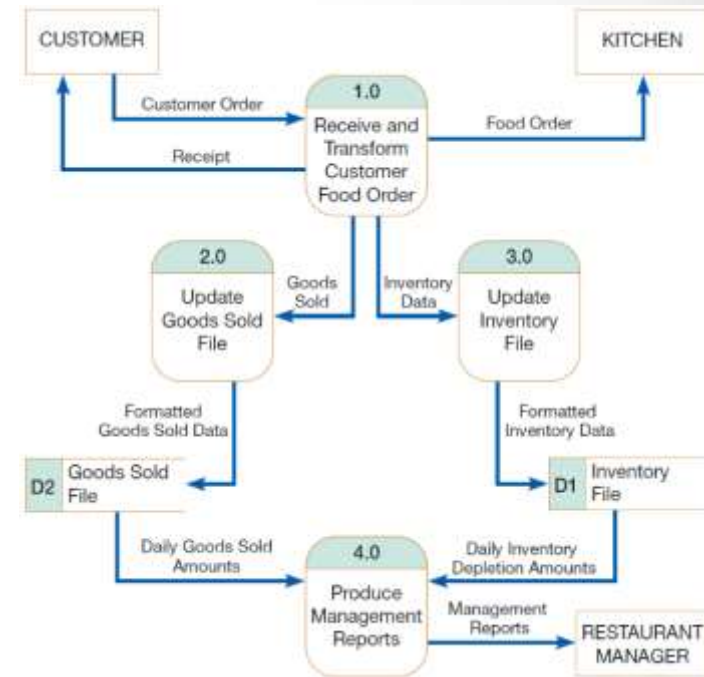 CUSTOMER
KITCHEN
Customer Order
1.0
Receive and
Transform
Customer
Food Order
Food Order
Receipt
2.0
Update
Goods Sold
File
Goods
Sold
Inventory
Data
3.0
Update
Inventory
File
Formatted
Goods Sold Data
Formatted
Inventory Data
D2
Goods Sold
File
D1
Inventory
File
Daily Goods Sold
Amounts
4.0
Produce
Management
Reports
Daily Inventory
Depletion Amounts
Management
Reports
RESTAURANT
MANAGER